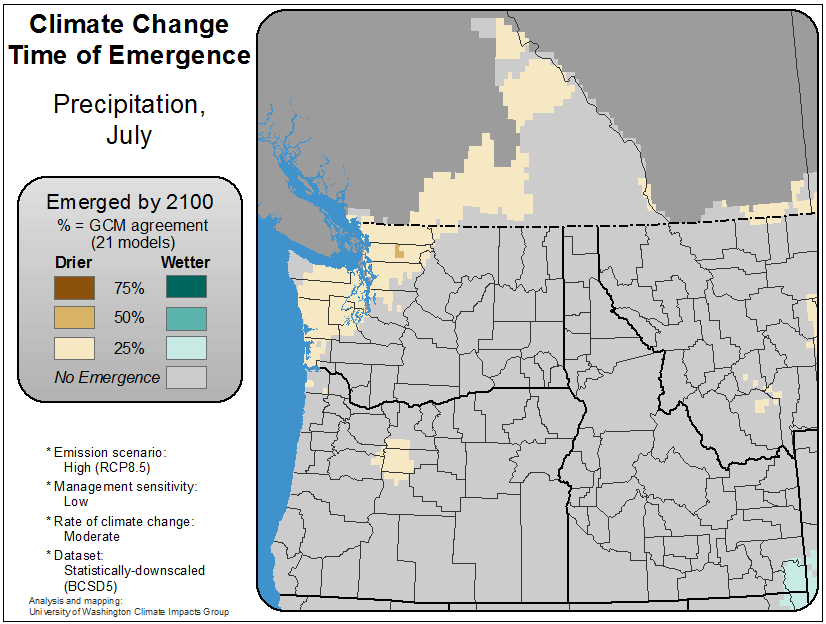 Climate Change
Time of Emergence
Precipitation,
July
Emerged by 2100
% = GCM agreement
(21 models)
Drier Wetter
75%
50%
25%
No Emergence
* Emission scenario:
High (RCP8.5)
* Management sensitivity:
Low
* Rate of climate change:
Moderate
* Dataset:
Statistically-downscaled
(BCSD5)
Analysis and mapping:
University of Washington Climate Impacts Group